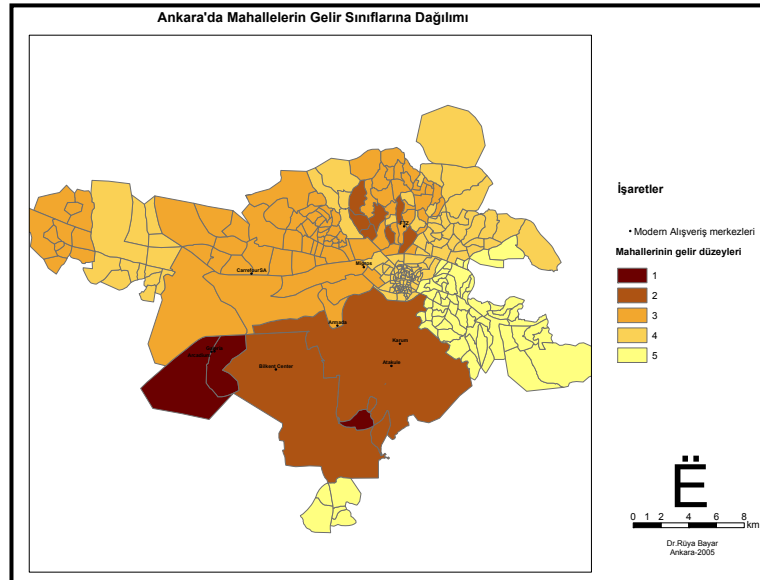 Ankara'da Mahallelerin Gelir Sınıflarına Dağılımı
CarrefourSA
Migros
Armada
Karum
Atakule
Bilkent Center
İşaretler
Modern Alışveriş merkezleri
Mahallerinin gelir düzeyleri
1
2
3
4
5
Ë
0 1 2 4 6 8
km
Dr.Rüya Bayar
Ankara-2005